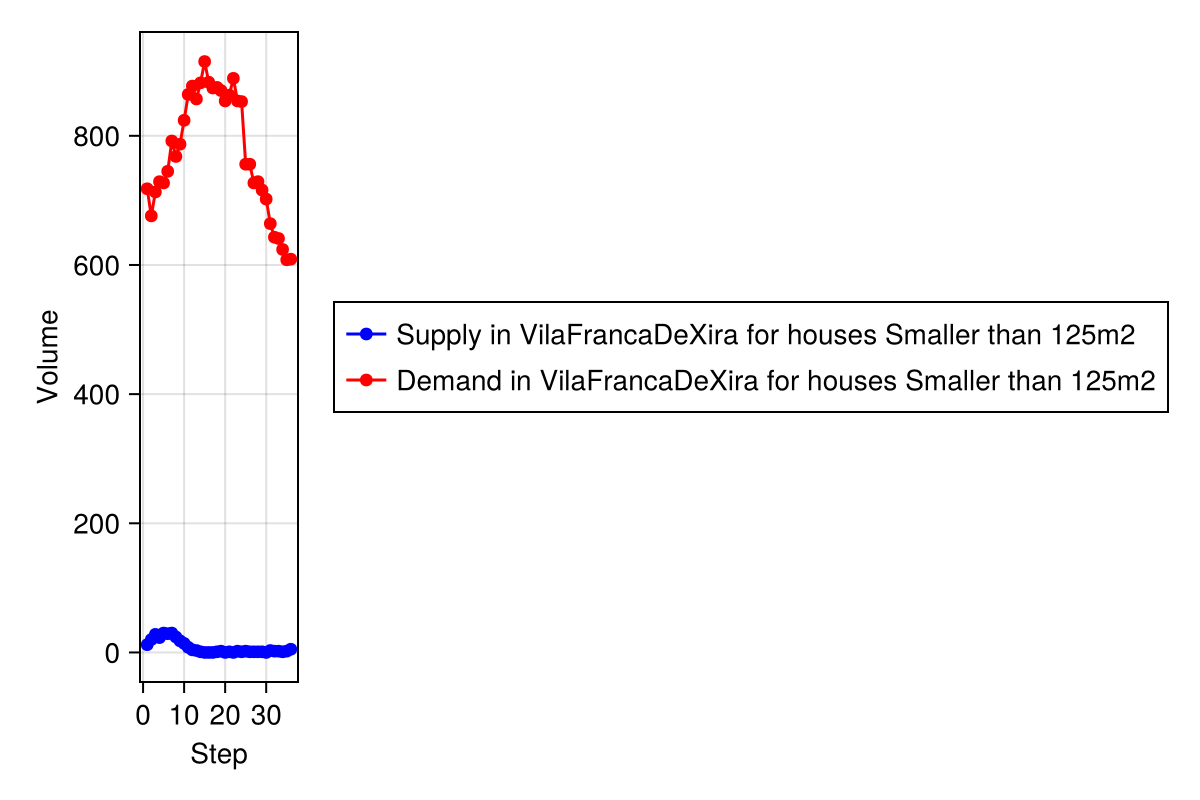 Volume
800
600
400
200
0
0 10 20 30
Step
Supply in VilaFrancaDeXira for houses Smaller than 125m2
Demand in VilaFrancaDeXira for houses Smaller than 125m2